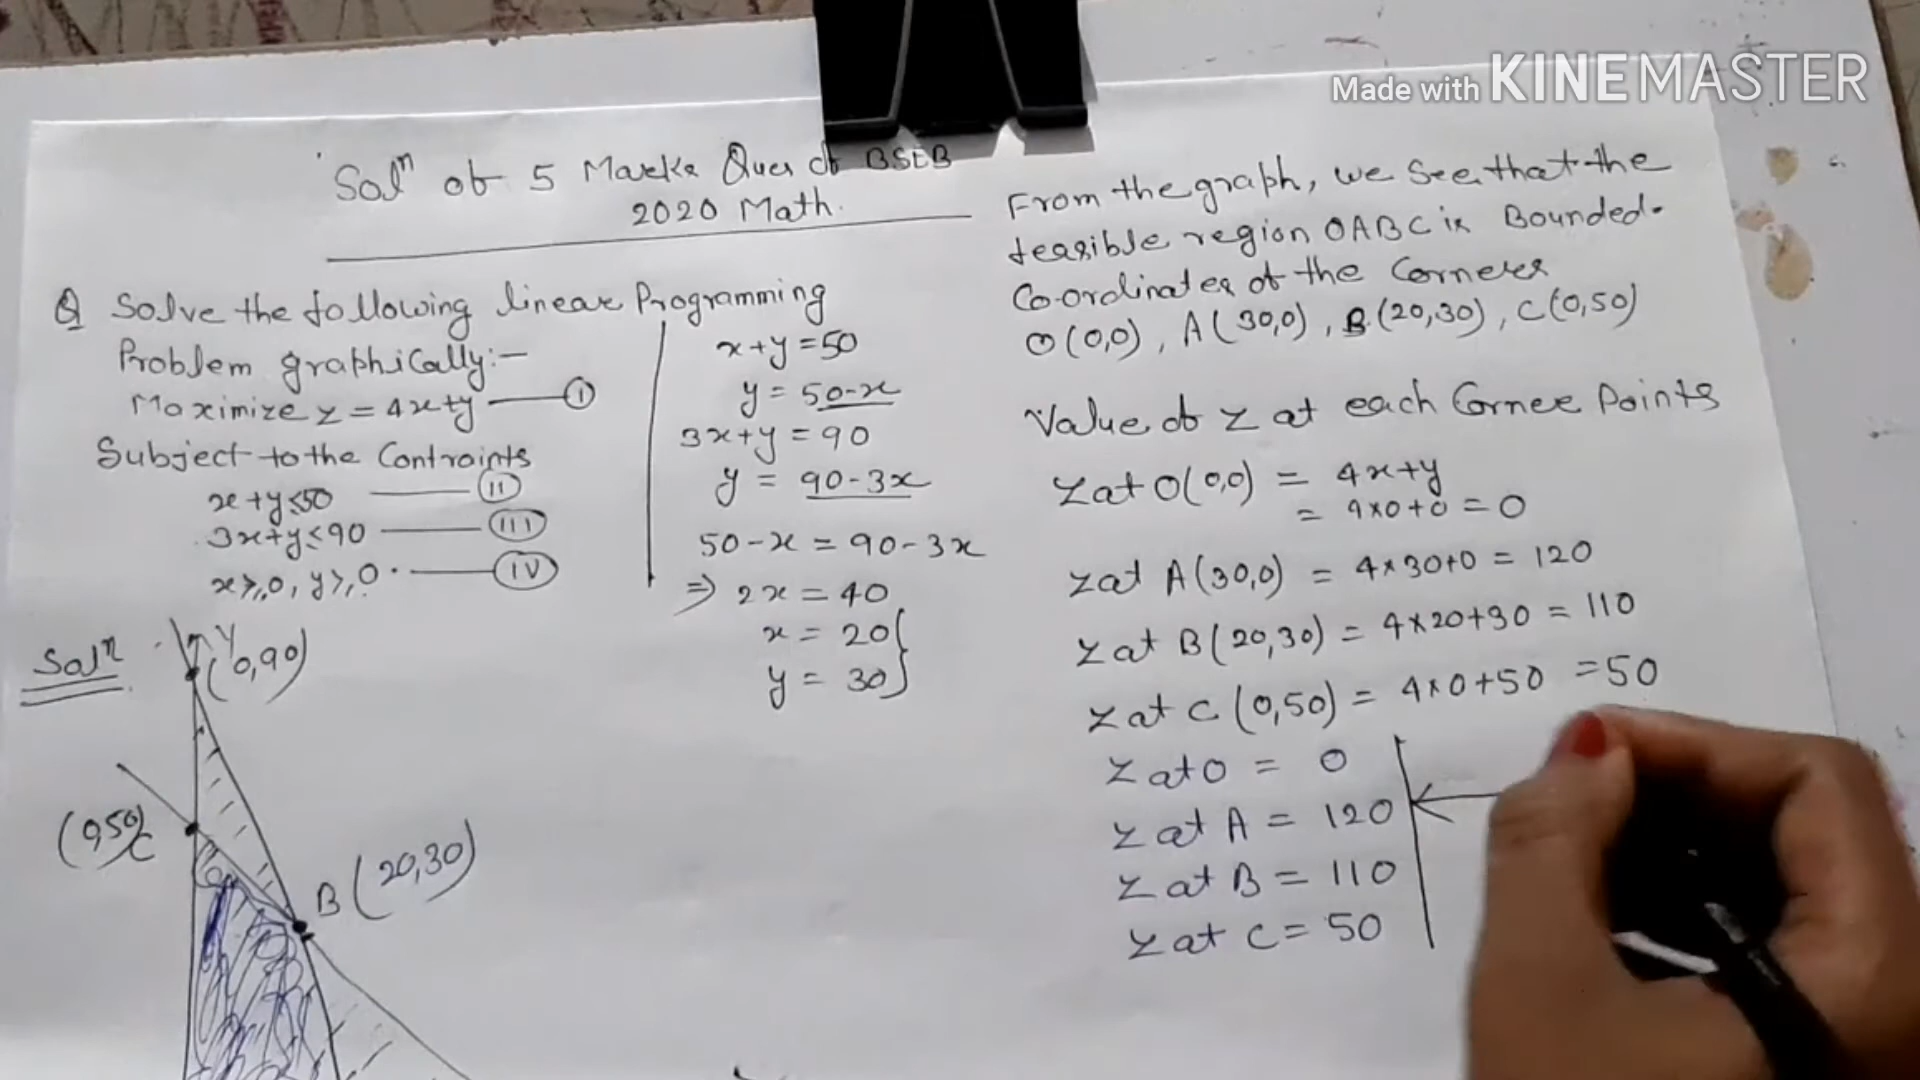 Made with KINEMASTER
Solⁿ of 5 Marks Ques of BSEB
2020 Math.
Q Solve the following linear Programming
Problem graphically:-
Maximize z = 4x+y — (I)
Subject to the Contraints
x+y≤50 — (II)
3x+y≤90 — (III)
x≥0, y≥0. — (IV)
x+y=50
y = 50-x
3x+y = 90
y = 90-3x
50-x = 90-3x
⇒ 2x = 40
x = 20
y = 30
Solⁿ
Y
(0,90)
(0,50) C
B (20,30)
From the graph, we see that the
feasible region OABC is Bounded.
Co-ordinates of the Corners
O(0,0), A(30,0), B(20,30), C(0,50)
Value of Z at each Corner Points
Z at O(0,0) = 4x+y
= 4×0+0 = 0
Z at A(30,0) = 4×30+0 = 120
Z at B(20,30) = 4×20+30 = 110
Z at C (0,50) = 4×0+50 = 50
Z at O = 0
Z at A = 120
Z at B = 110
Z at C = 50